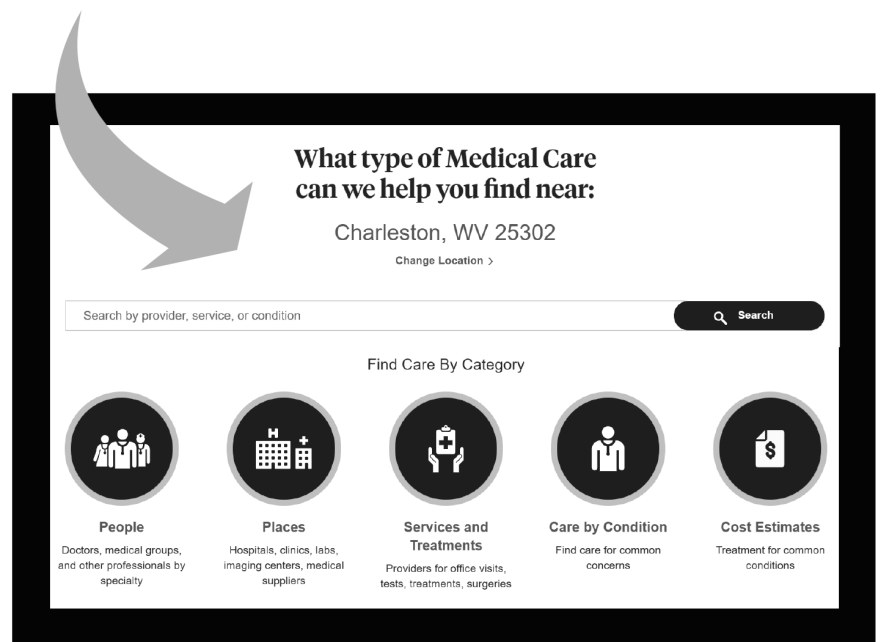 What type of Medical Care
can we help you find near:
Charleston, WV 25302
Change Location >
Search by provider, service, or condition
Search
Find Care By Category
People
Doctors, medical groups,
and other professionals by
specialty
Places
Hospitals, clinics, labs,
imaging centers, medical
suppliers
Services and
Treatments
Providers for office visits,
tests, treatments, surgeries
Care by Condition
Find care for common
concerns
Cost Estimates
Treatment for common
conditions